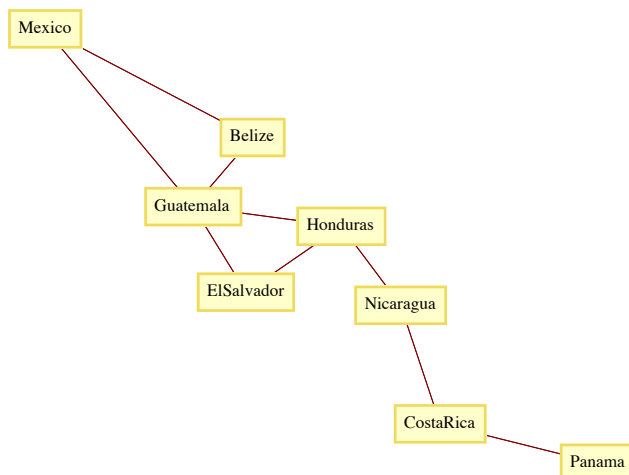 Mexico
Belize
Guatemala
Honduras
ElSalvador
Nicaragua
CostaRica
Panama